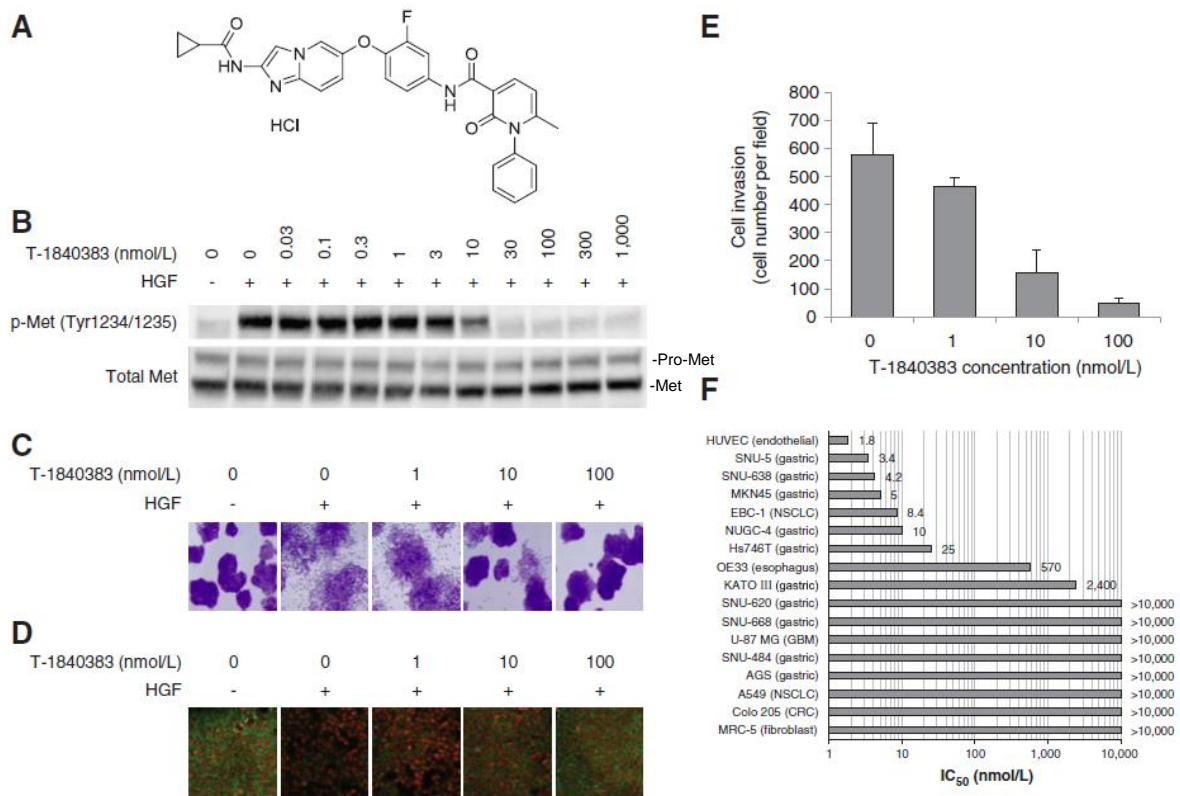 A
O
F
O
O
N
HN
N
N
H
O
N
HCl
B
T-1840383 (nmol/L) 0 0 0.03 0.1 0.3 1 3 10 30 100 300 1,000
HGF - + + + + + + + + + + +
p-Met (Tyr1234/1235)
Total Met
-Pro-Met
-Met
C
T-1840383 (nmol/L) 0 0 1 10 100
HGF - + + + +
D
T-1840383 (nmol/L) 0 0 1 10 100
HGF - + + + +
E
Cell invasion
(cell number per field)
800
700
600
500
400
300
200
100
0
0 1 10 100
T-1840383 concentration (nmol/L)
F
HUVEC (endothelial) 1.8
SNU-5 (gastric) 3.4
SNU-638 (gastric) 4.2
MKN45 (gastric) 5
EBC-1 (NSCLC) 8.4
NUGC-4 (gastric) 10
Hs746T (gastric) 25
OE33 (esophagus) 570
KATO III (gastric) 2,400
SNU-620 (gastric) >10,000
SNU-668 (gastric) >10,000
U-87 MG (GBM) >10,000
SNU-484 (gastric) >10,000
AGS (gastric) >10,000
A549 (NSCLC) >10,000
Colo 205 (CRC) >10,000
MRC-5 (fibroblast) >10,000
1 10 100 1,000 10,000
IC50 (nmol/L)